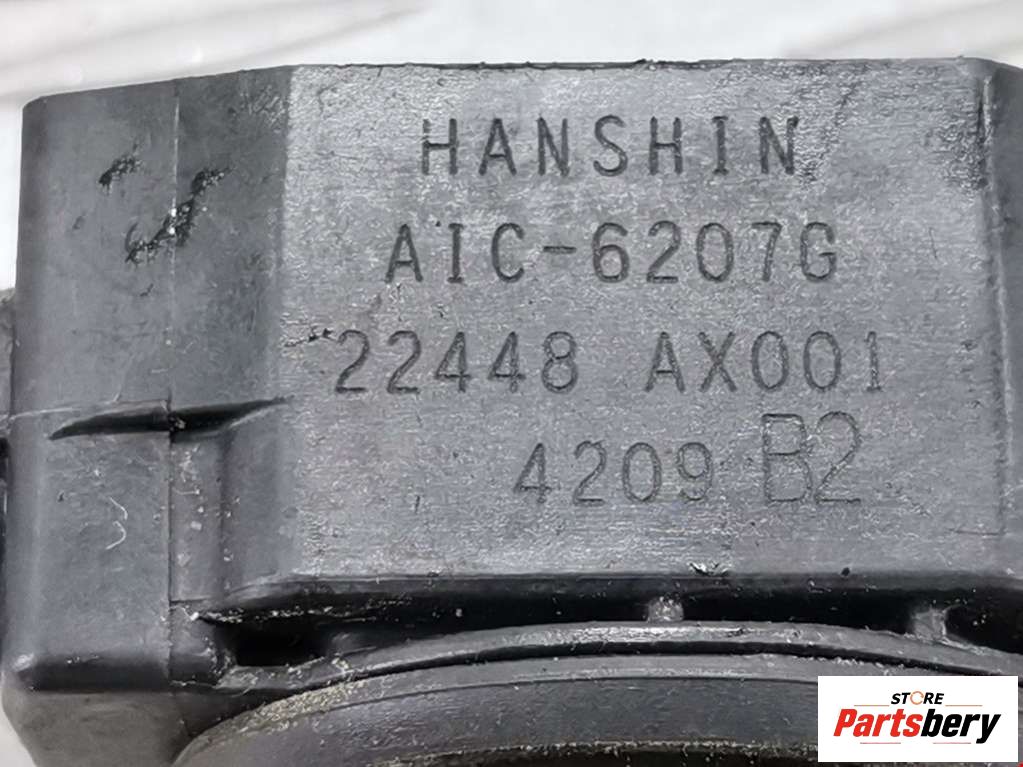 HANSHIN
AIC-6207G
22448 AX001
4209 B2
STORE
Partsbery